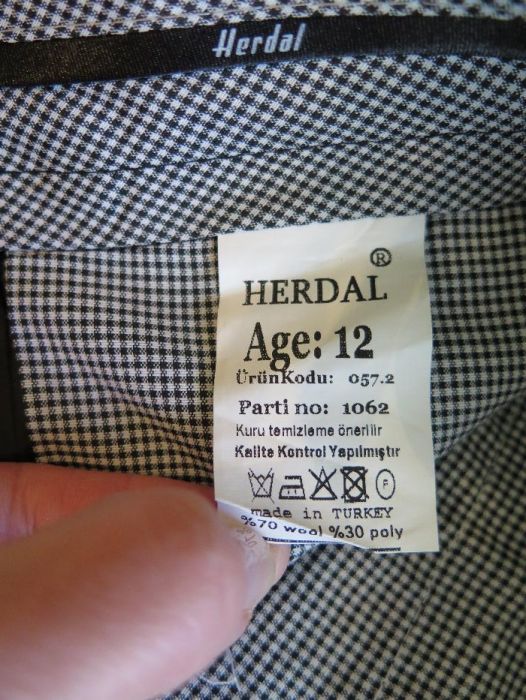 Herdal
®
HERDAL
Age: 12
ÜrünKodu: 057.2
Parti no: 1062
Kuru temizleme önerilir
Kalite Kontrol Yapılmıştır
F
made in TURKEY
%70 wool %30 poly